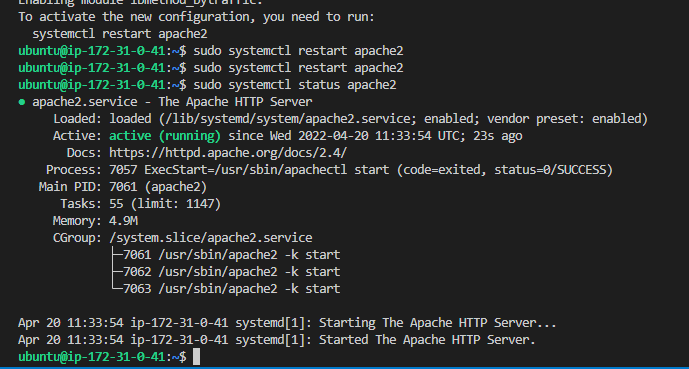 Enabling module lbmethod_bytraffic.
To activate the new configuration, you need to run:
  systemctl restart apache2
ubuntu@ip-172-31-0-41:~$ sudo systemctl restart apache2
ubuntu@ip-172-31-0-41:~$ sudo systemctl restart apache2
ubuntu@ip-172-31-0-41:~$ sudo systemctl status apache2
● apache2.service - The Apache HTTP Server
     Loaded: loaded (/lib/systemd/system/apache2.service; enabled; vendor preset: enabled)
     Active: active (running) since Wed 2022-04-20 11:33:54 UTC; 23s ago
       Docs: https://httpd.apache.org/docs/2.4/
    Process: 7057 ExecStart=/usr/sbin/apachectl start (code=exited, status=0/SUCCESS)
   Main PID: 7061 (apache2)
      Tasks: 55 (limit: 1147)
     Memory: 4.9M
     CGroup: /system.slice/apache2.service
             ├─7061 /usr/sbin/apache2 -k start
             ├─7062 /usr/sbin/apache2 -k start
             └─7063 /usr/sbin/apache2 -k start

Apr 20 11:33:54 ip-172-31-0-41 systemd[1]: Starting The Apache HTTP Server...
Apr 20 11:33:54 ip-172-31-0-41 systemd[1]: Started The Apache HTTP Server.
ubuntu@ip-172-31-0-41:~$